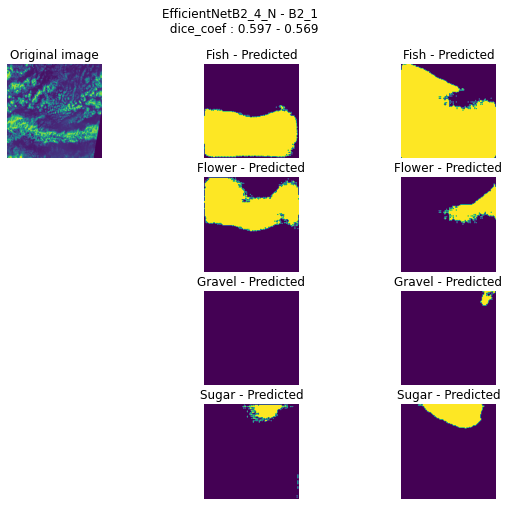 EfficientNetB2_4_N - B2_1
dice_coef : 0.597 - 0.569
Original image
Fish - Predicted
Fish - Predicted
Flower - Predicted
Flower - Predicted
Gravel - Predicted
Gravel - Predicted
Sugar - Predicted
Sugar - Predicted